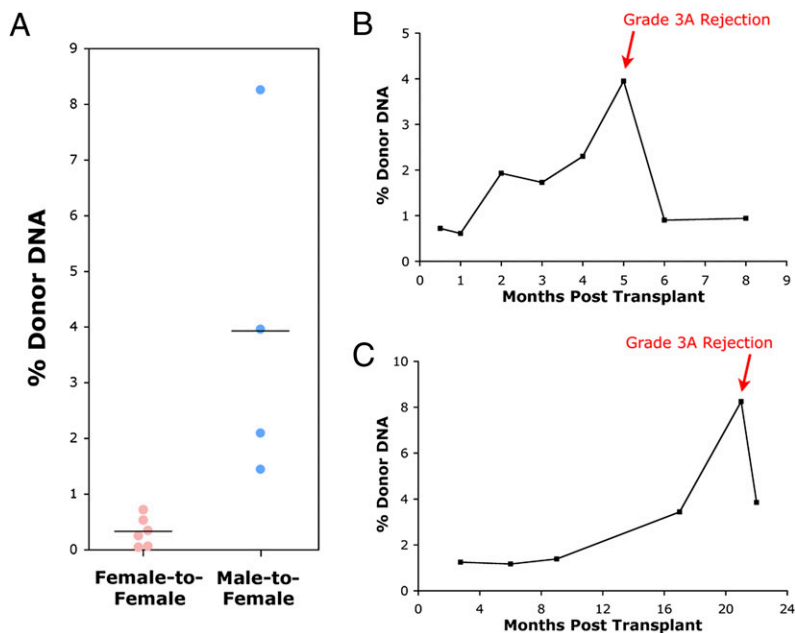 A
9
8
7
6
5
4
3
2
1
0
% Donor DNA
Female-to-
Female
Male-to-
Female
B
Grade 3A Rejection
5
4
3
2
1
0
% Donor DNA
0 1 2 3 4 5 6 7 8 9
Months Post Transplant
C
Grade 3A Rejection
10
8
6
4
2
0
% Donor DNA
0 4 8 12 16 20 24
Months Post Transplant